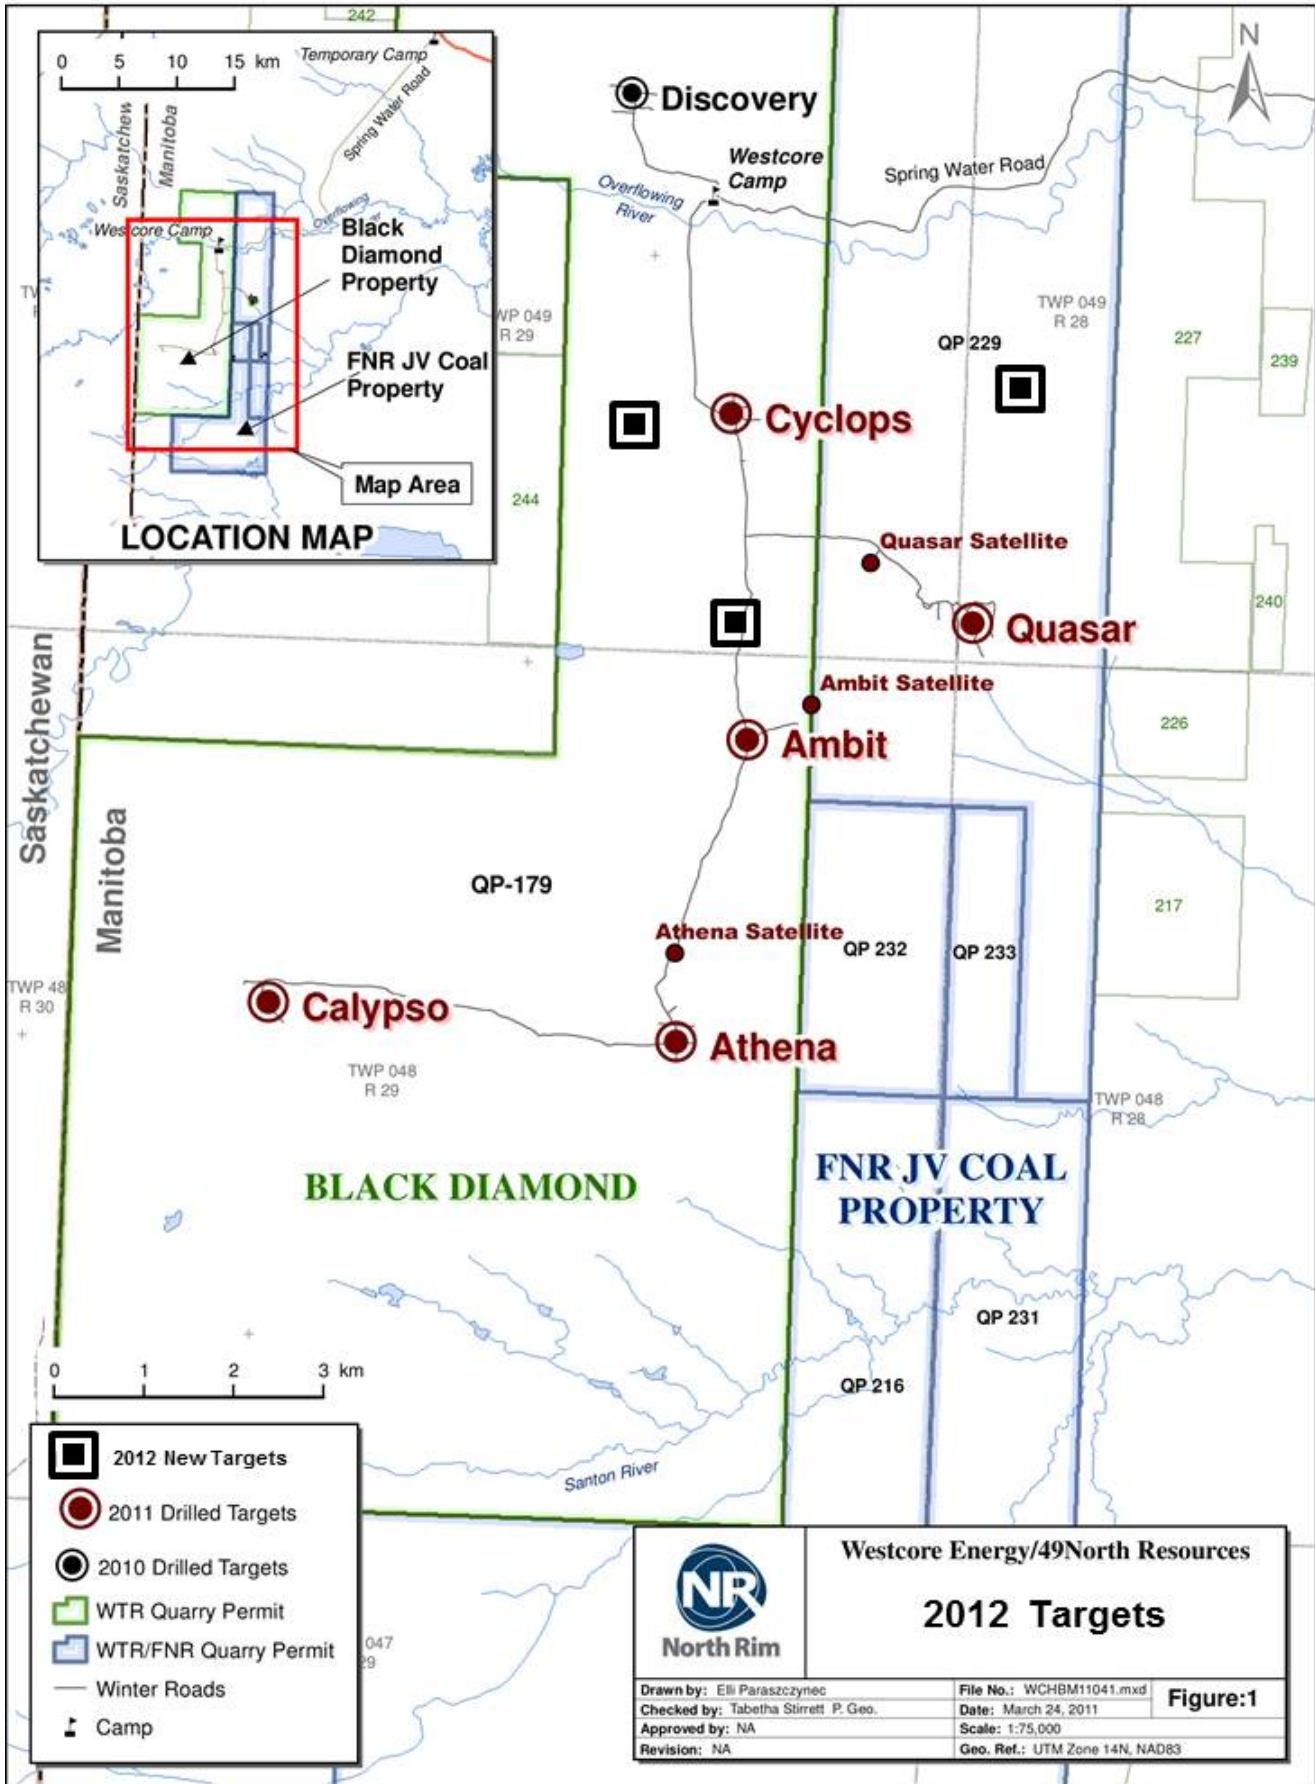 242
0 5 10 15 km
Temporary Camp
Spring Water Road
Saskatchew
Manitoba
Overflowing
Westcore Camp
Black
Diamond
Property
FNR JV Coal
Property
Map Area
LOCATION MAP
N
Discovery
Westcore
Camp
Spring Water Road
Overflowing
River
WP 049
R 29
TWP 049
R 28
227
239
QP 229
Cyclops
244
Quasar Satellite
240
Quasar
Ambit Satellite
226
Ambit
Saskatchewan
Manitoba
QP-179
217
Athena Satellite
QP 232
QP 233
TWP 48
R 30
Calypso
Athena
TWP 048
R 29
TWP 048
R 28
BLACK DIAMOND
FNR JV COAL
PROPERTY
QP 231
QP 216
0 1 2 3 km
Santon River
2012 New Targets
2011 Drilled Targets
2010 Drilled Targets
WTR Quarry Permit
WTR/FNR Quarry Permit
Winter Roads
Camp
047
29
NR
North Rim
Westcore Energy/49North Resources
2012 Targets
Drawn by: Elli Paraszczynec
File No.: WCHBM11041.mxd
Figure:1
Checked by: Tabetha Stirrett P. Geo.
Date: March 24, 2011
Approved by: NA
Scale: 1:75,000
Revision: NA
Geo. Ref.: UTM Zone 14N, NAD83